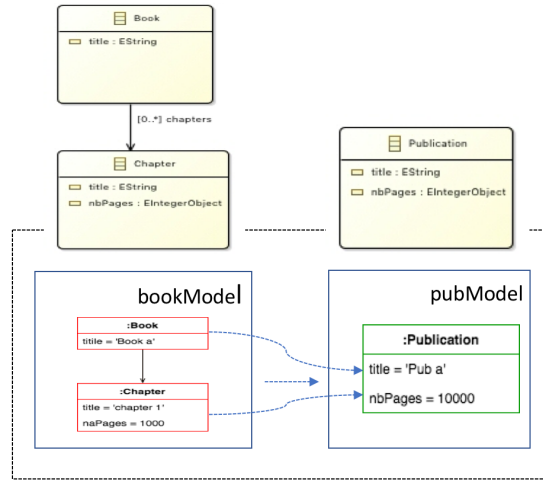 Book
title : EString
[0..*] chapters
Chapter
title : EString
nbPages : EIntegerObject
Publication
title : EString
nbPages : EIntegerObject
bookModel
:Book
titile = 'Book a'
:Chapter
title = 'chapter 1'
naPages = 1000
pubModel
:Publication
title = 'Pub a'
nbPages = 10000